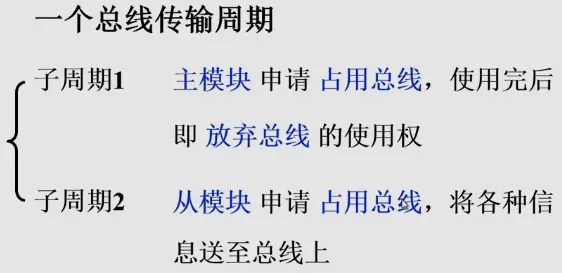 一个总线传输周期
子周期1 主模块 申请 占用总线，使用完后
即 放弃总线 的使用权
子周期2 从模块 申请 占用总线，将各种信
息送至总线上